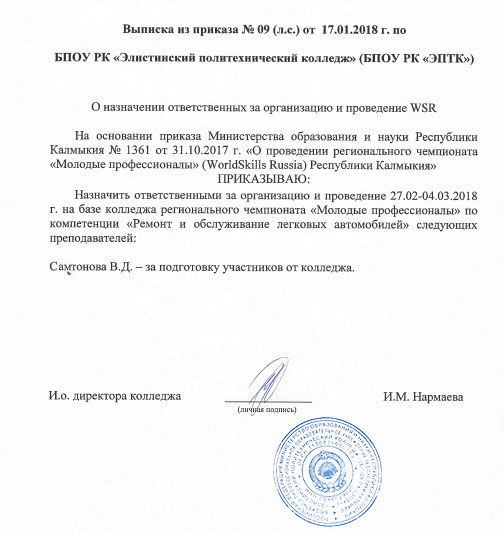 Выписка из приказа № 09 (л.с.) от 17.01.2018 г. по
БПОУ РК «Элистинский политехнический колледж» (БПОУ РК «ЭПТК»)
О назначении ответственных за организацию и проведение WSR
На основании приказа Министерства образования и науки Республики
Калмыкия № 1361 от 31.10.2017 г. «О проведении регионального чемпионата
«Молодые профессионалы» (WorldSkills Russia) Республики Калмыкия»
ПРИКАЗЫВАЮ:
Назначить ответственными за организацию и проведение 27.02-04.03.2018
г. на базе колледжа регионального чемпионата «Молодые профессионалы» по
компетенции «Ремонт и обслуживание легковых автомобилей» следующих
преподавателей:
Самтонова В.Д. – за подготовку участников от колледжа.
И.о. директора колледжа
(личная подпись)
И.М. Нармаева